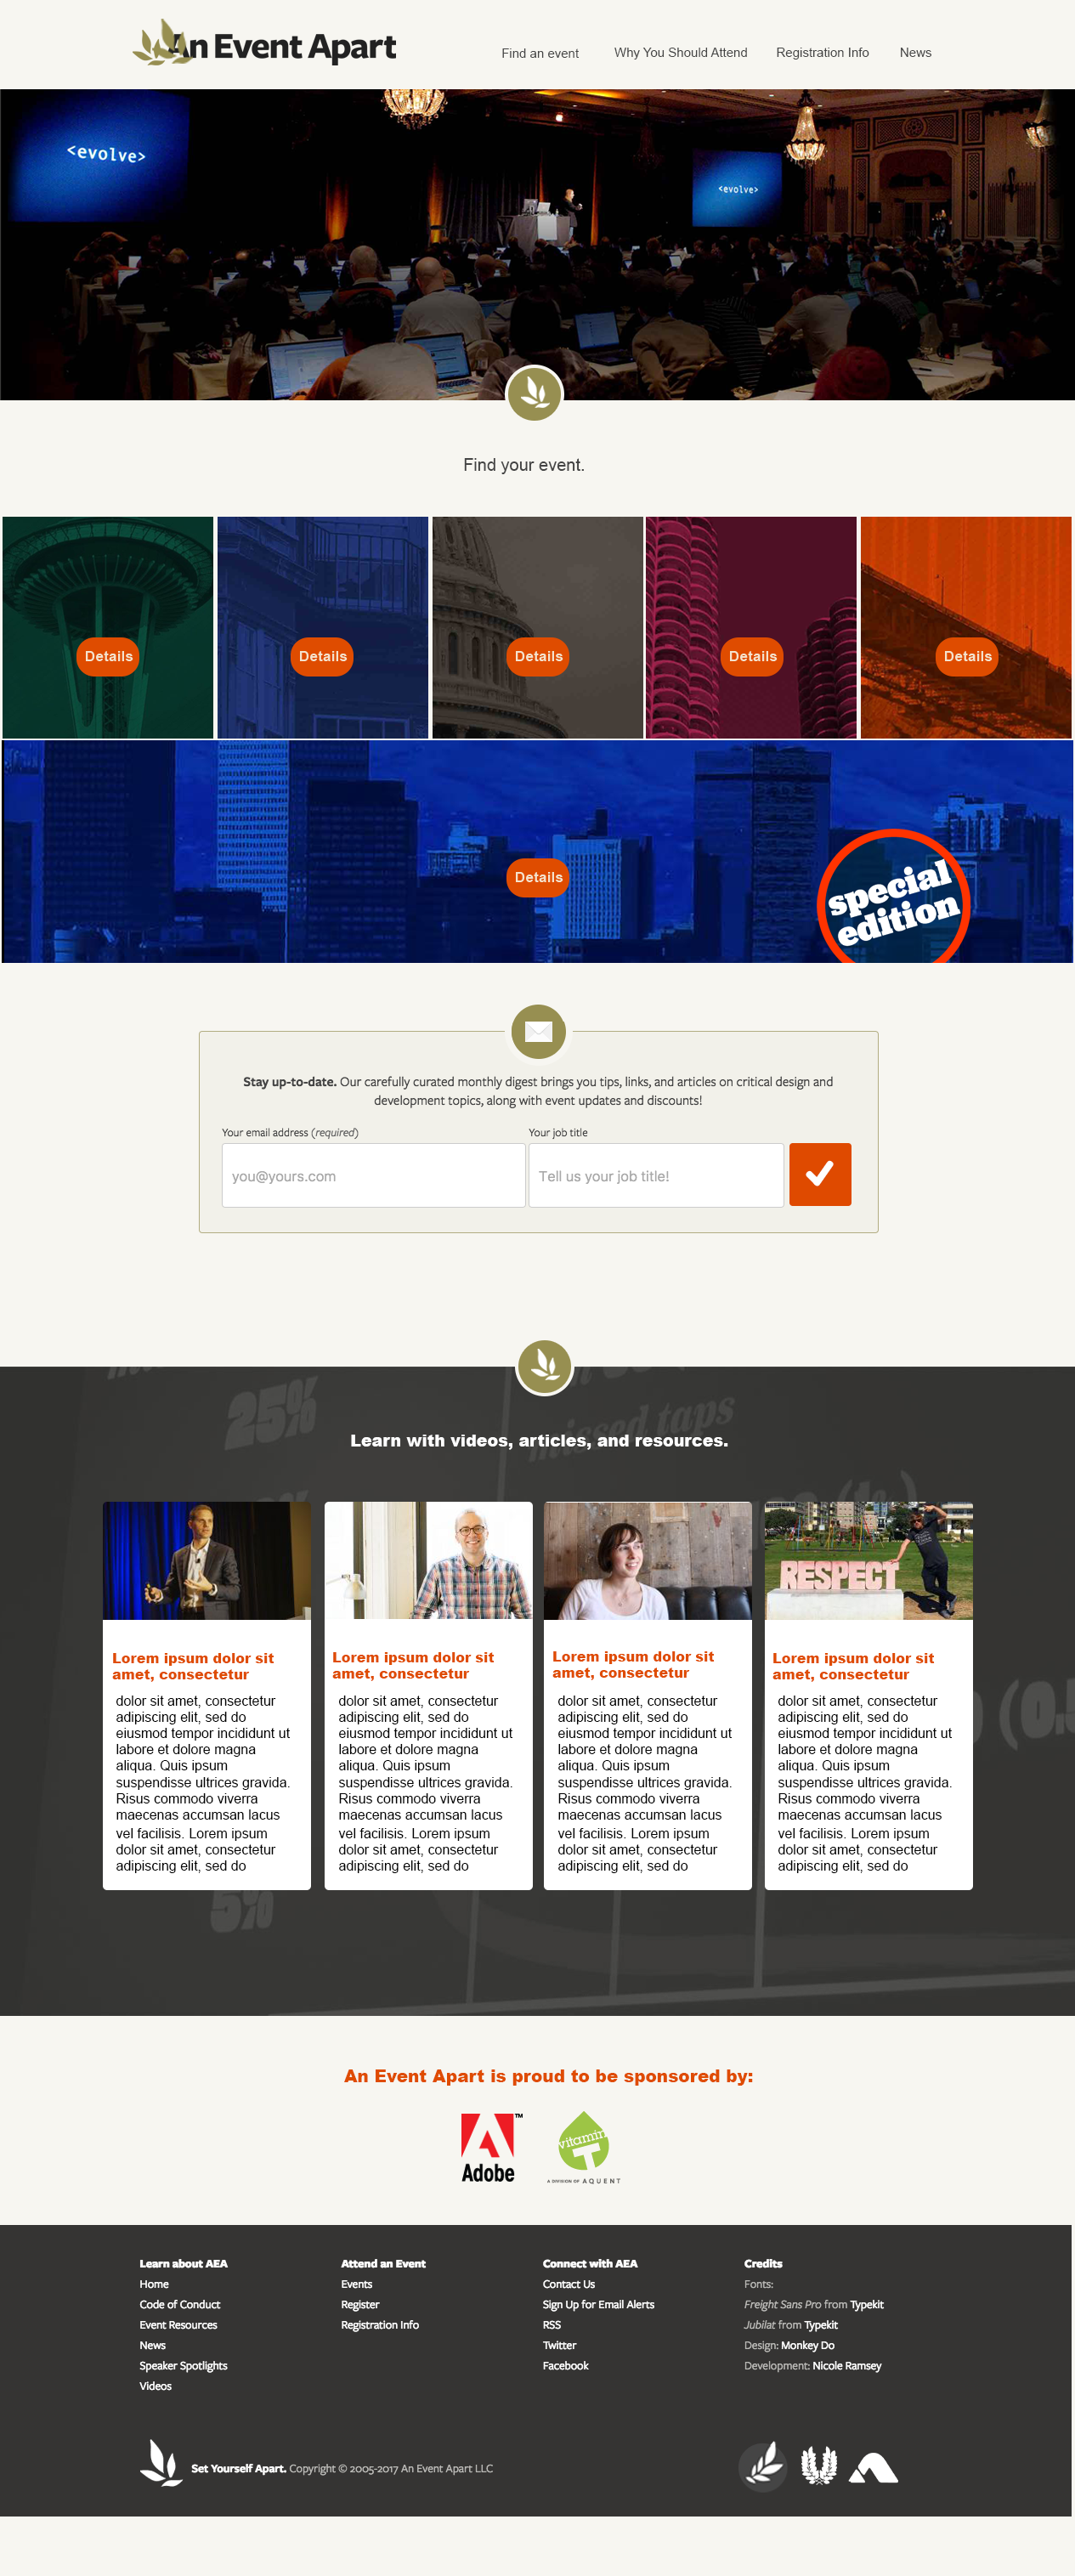 An Event Apart
Find an event Why You Should Attend Registration Info News
<evolve>
<evolve>
Find your event.
Details Details Details Details Details
Details
special
edition
Stay up-to-date. Our carefully curated monthly digest brings you tips, links, and articles on critical design and
development topics, along with event updates and discounts!
Your email address (required) Your job title
you@yours.com Tell us your job title!
25%
missed taps
Learn with videos, articles, and resources.
RESPECT
Lorem ipsum dolor sit
amet, consectetur
dolor sit amet, consectetur
adipiscing elit, sed do
eiusmod tempor incididunt ut
labore et dolore magna
aliqua. Quis ipsum
suspendisse ultrices gravida.
Risus commodo viverra
maecenas accumsan lacus
vel facilisis. Lorem ipsum
dolor sit amet, consectetur
adipiscing elit, sed do
Lorem ipsum dolor sit
amet, consectetur
dolor sit amet, consectetur
adipiscing elit, sed do
eiusmod tempor incididunt ut
labore et dolore magna
aliqua. Quis ipsum
suspendisse ultrices gravida.
Risus commodo viverra
maecenas accumsan lacus
vel facilisis. Lorem ipsum
dolor sit amet, consectetur
adipiscing elit, sed do
Lorem ipsum dolor sit
amet, consectetur
dolor sit amet, consectetur
adipiscing elit, sed do
eiusmod tempor incididunt ut
labore et dolore magna
aliqua. Quis ipsum
suspendisse ultrices gravida.
Risus commodo viverra
maecenas accumsan lacus
vel facilisis. Lorem ipsum
dolor sit amet, consectetur
adipiscing elit, sed do
Lorem ipsum dolor sit
amet, consectetur
dolor sit amet, consectetur
adipiscing elit, sed do
eiusmod tempor incididunt ut
labore et dolore magna
aliqua. Quis ipsum
suspendisse ultrices gravida.
Risus commodo viverra
maecenas accumsan lacus
vel facilisis. Lorem ipsum
dolor sit amet, consectetur
adipiscing elit, sed do
5%
An Event Apart is proud to be sponsored by:
Adobe™
vitamin T
A DIVISION OF AQUENT
Learn about AEA
Home
Code of Conduct
Event Resources
News
Speaker Spotlights
Videos
Attend an Event
Events
Register
Registration Info
Connect with AEA
Contact Us
Sign Up for Email Alerts
RSS
Twitter
Facebook
Credits
Fonts:
Freight Sans Pro from Typekit
Jubilat from Typekit
Design: Monkey Do
Development: Nicole Ramsey
Set Yourself Apart. Copyright © 2005-2017 An Event Apart LLC